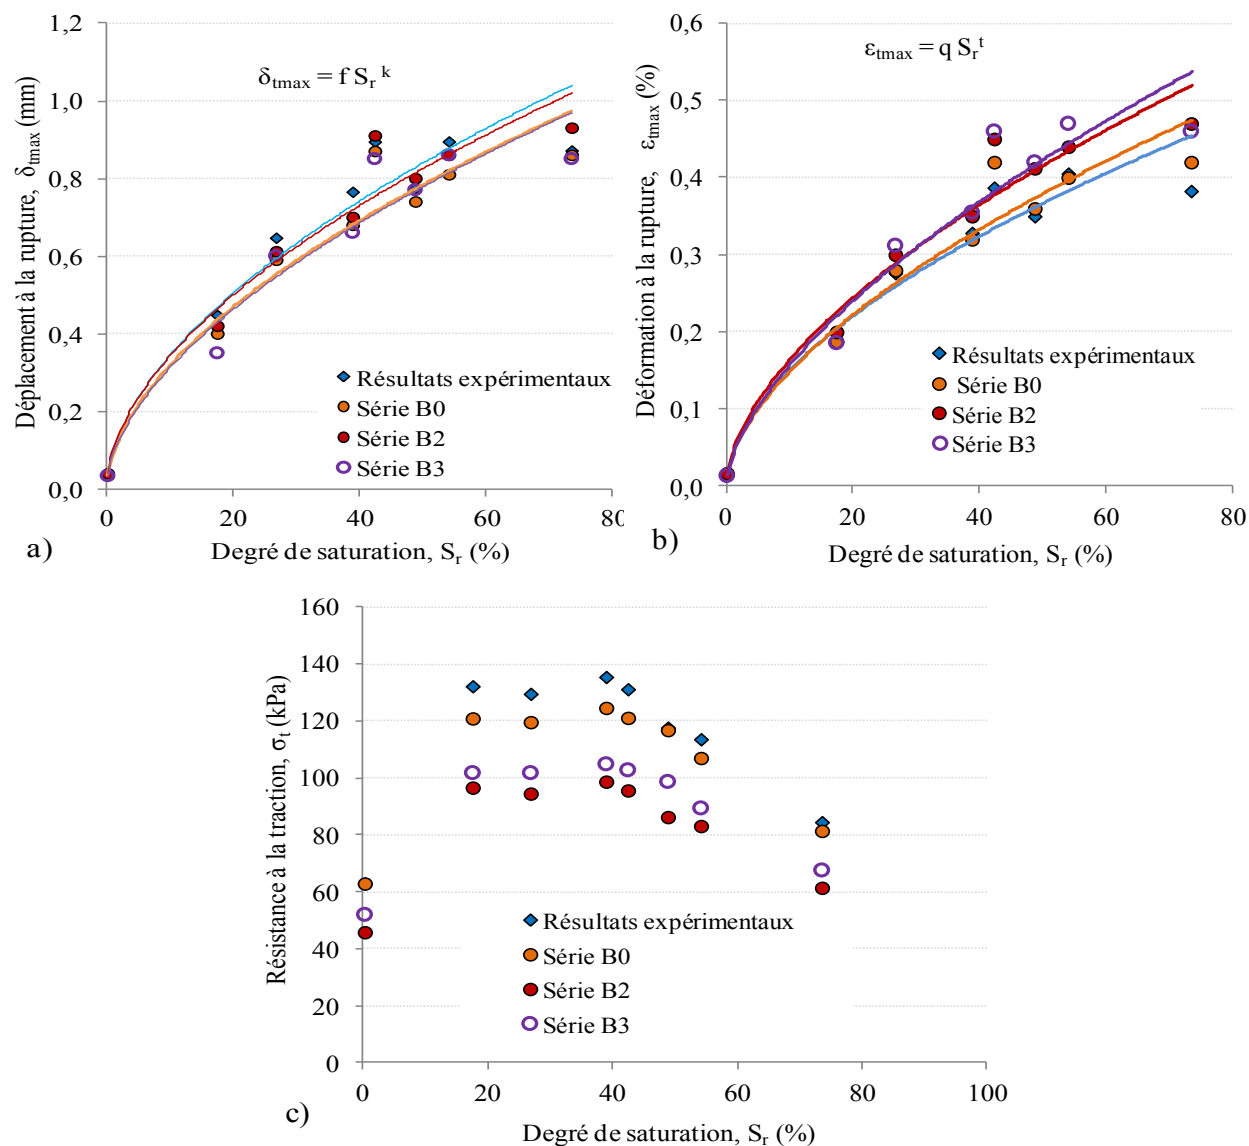 1,2
1,0
0,8
0,6
0,4
0,2
0,0
Déplacement à la rupture, δtmax (mm)
δtmax = f Sr k
Résultats expérimentaux
Série B0
Série B2
Série B3
0 20 40 60 80
Degré de saturation, Sr (%)
a)
0,6
0,5
0,4
0,3
0,2
0,1
0,0
Déformation à la rupture, εtmax (%)
εtmax = q Sr t
Résultats expérimentaux
Série B0
Série B2
Série B3
0 20 40 60 80
Degré de saturation, Sr (%)
b)
160
140
120
100
80
60
40
20
0
Résistance à la traction, σt (kPa)
Résultats expérimentaux
Série B0
Série B2
Série B3
0 20 40 60 80 100
Degré de saturation, Sr (%)
c)